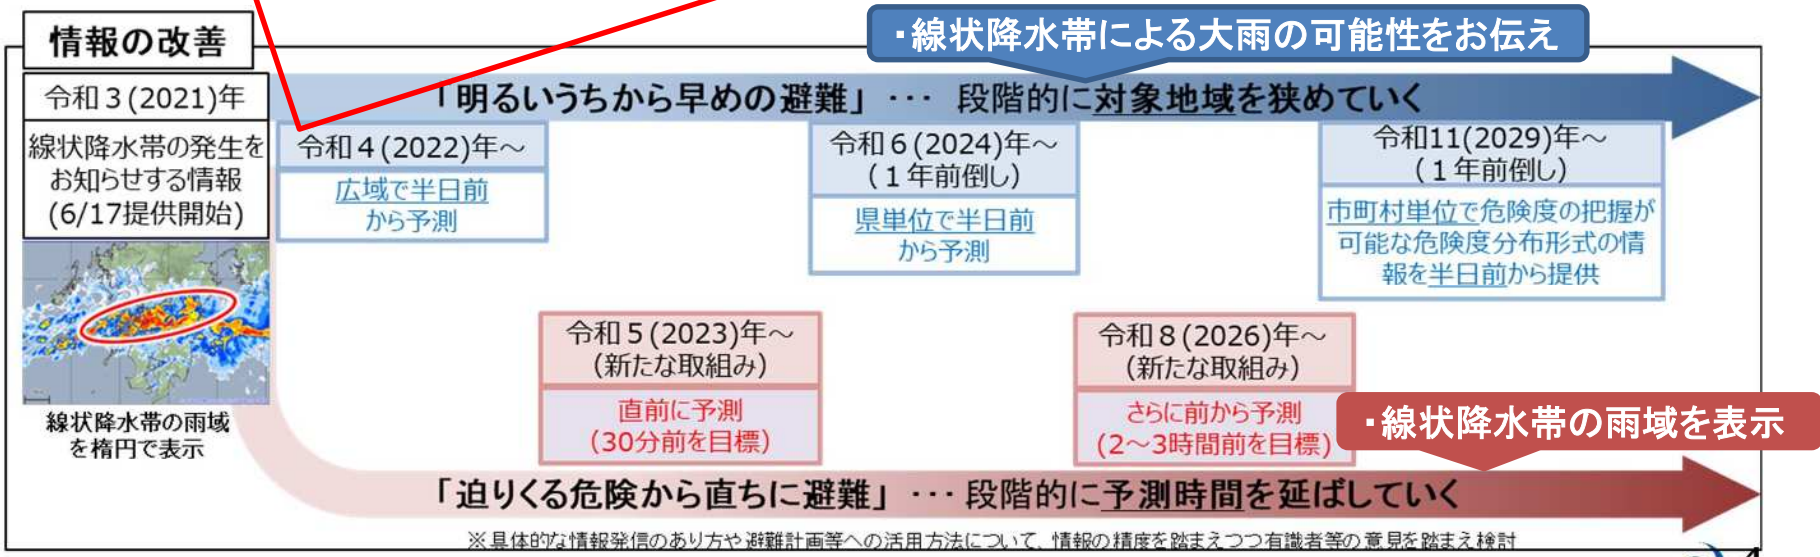 情報の改善
・線状降水帯による大雨の可能性をお伝え
「明るいうちから早めの避難」 ･･･ 段階的に対象地域を狭めていく
令和３(2021)年
線状降水帯の発生を
お知らせする情報
(6/17提供開始)
線状降水帯の雨域
を楕円で表示
令和４(2022)年～
広域で半日前
から予測
令和６(2024)年～
(１年前倒し)
県単位で半日前
から予測
令和11(2029)年～
(１年前倒し)
市町村単位で危険度の把握が
可能な危険度分布形式の情
報を半日前から提供
令和５(2023)年～
(新たな取組み)
直前に予測
(30分前を目標)
令和８(2026)年～
(新たな取組み)
さらに前から予測
(2～3時間前を目標)
・線状降水帯の雨域を表示
「迫りくる危険から直ちに避難」 ･･･ 段階的に予測時間を延ばしていく
※具体的な情報発信のあり方や避難計画等への活用方法について、情報の精度を踏まえつつ有識者等の意見を踏まえ検討